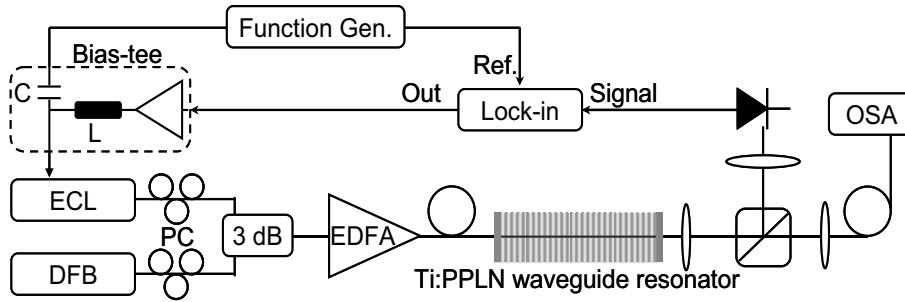 Function Gen.
Bias-tee
C
L
Ref.
Out
Lock-in
Signal
OSA
ECL
PC
3 dB
EDFA
DFB
Ti:PPLN waveguide resonator